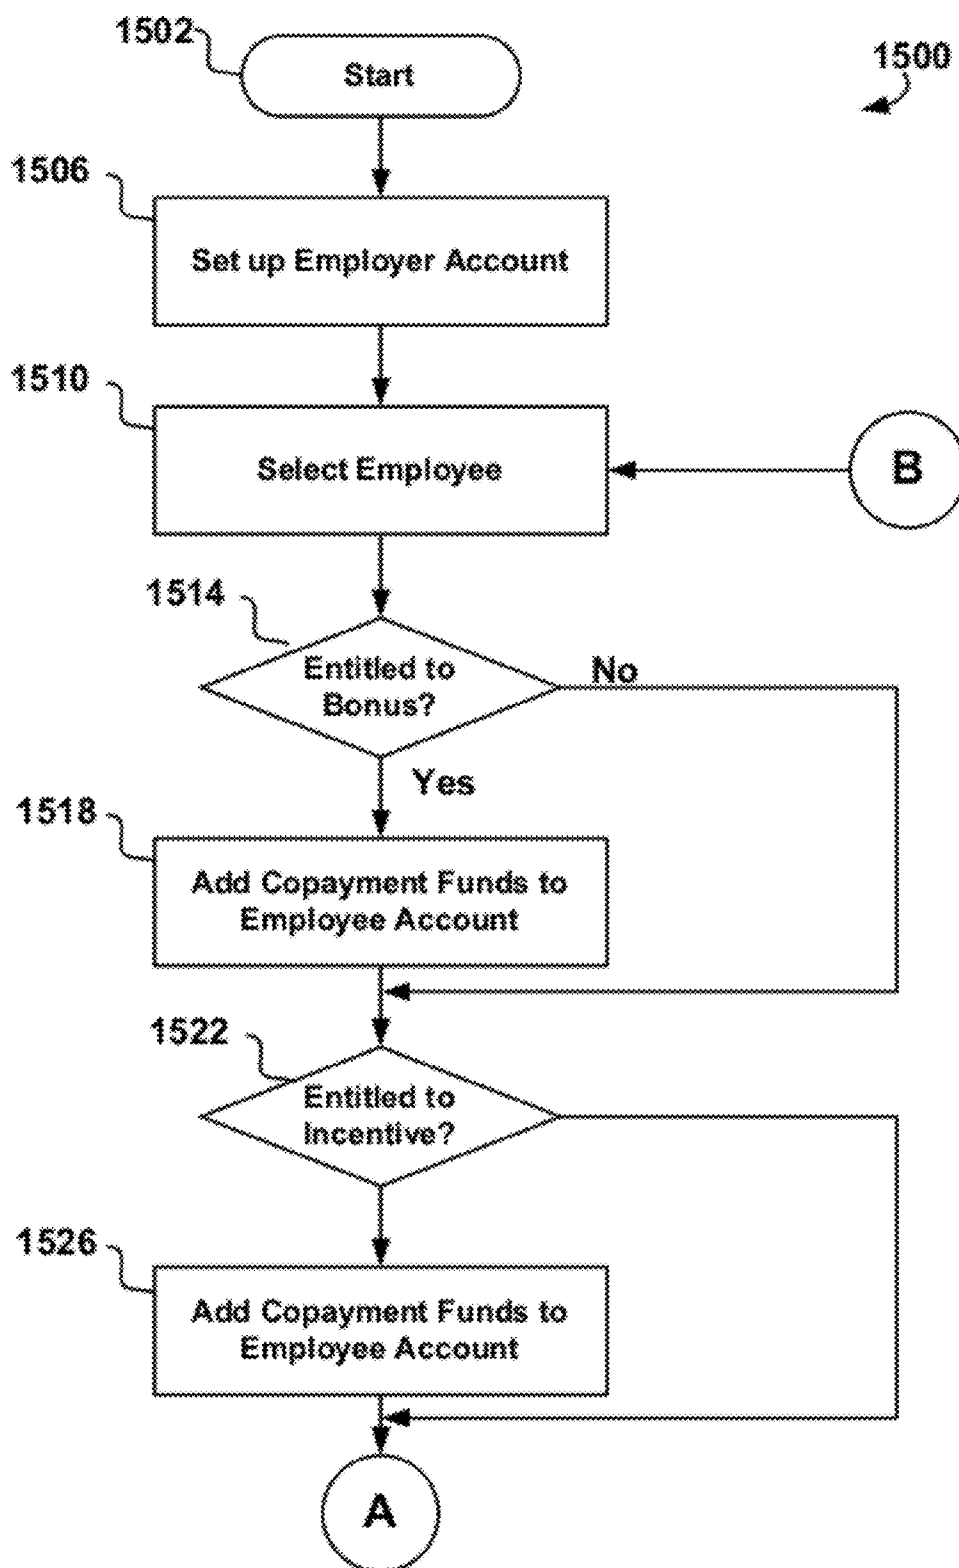 1502
Start
1500
1506
Set up Employer Account
1510
Select Employee
B
1514
Entitled to
Bonus?
No
Yes
1518
Add Copayment Funds to
Employee Account
1522
Entitled to
Incentive?
1526
Add Copayment Funds to
Employee Account
A